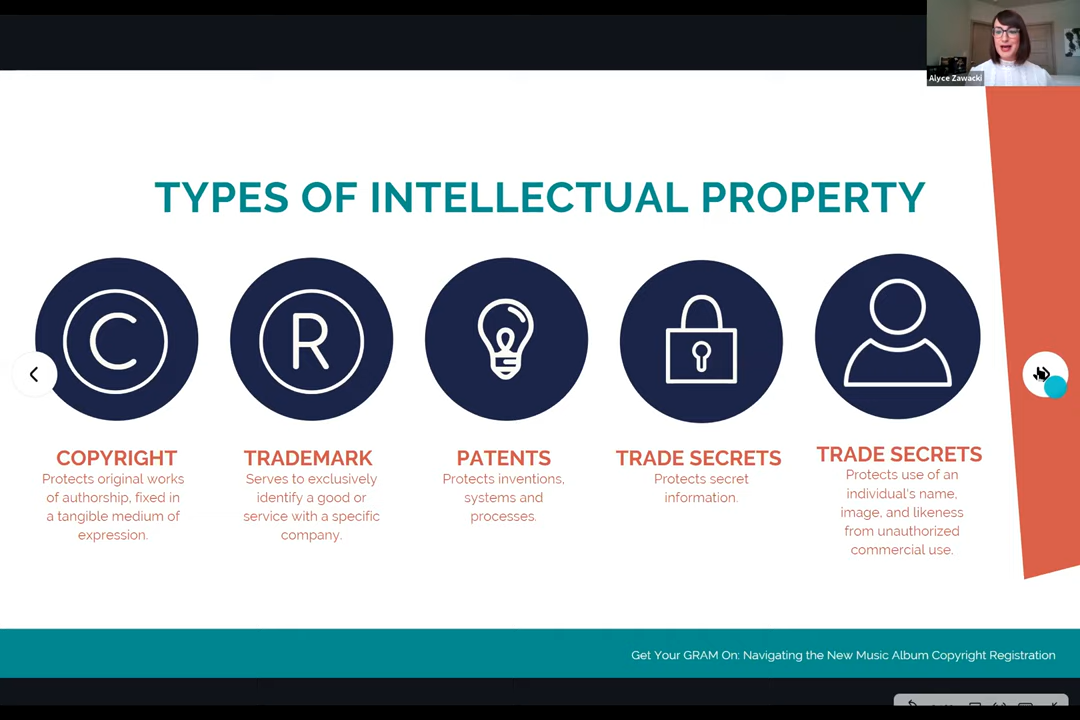 Alyce Zawacki
TYPES OF INTELLECTUAL PROPERTY
C
R
COPYRIGHT
Protects original works
of authorship, fixed in
a tangible medium of
expression.
TRADEMARK
Serves to exclusively
identify a good or
service with a specific
company.
PATENTS
Protects inventions,
systems and
processes.
TRADE SECRETS
Protects secret
information.
TRADE SECRETS
Protects use of an
individual's name,
image, and likeness
from unauthorized
commercial use.
Get Your GRAM On: Navigating the New Music Album Copyright Registration